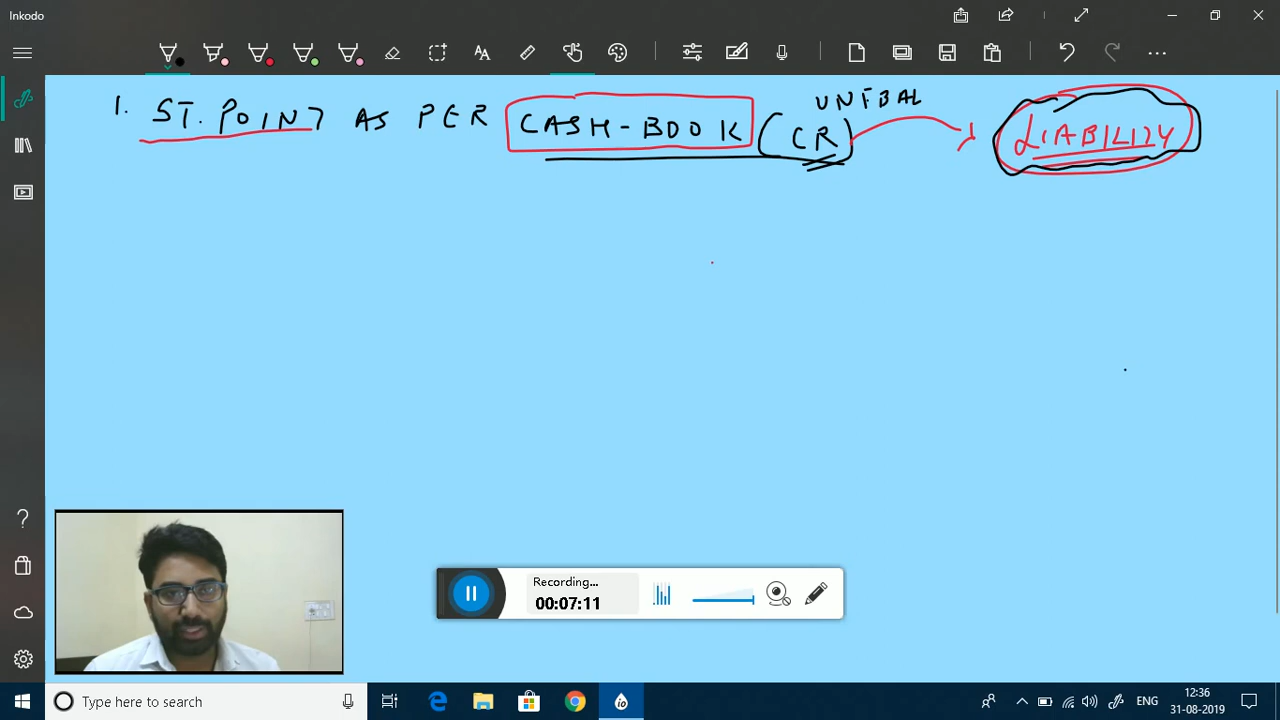 Inkodo
UNFBAL
1. ST. POINT AS PER CASH-BOOK (CR) LIABILITY
Recording...
00:07:11
Type here to search
ENG
12:36
31-08-2019